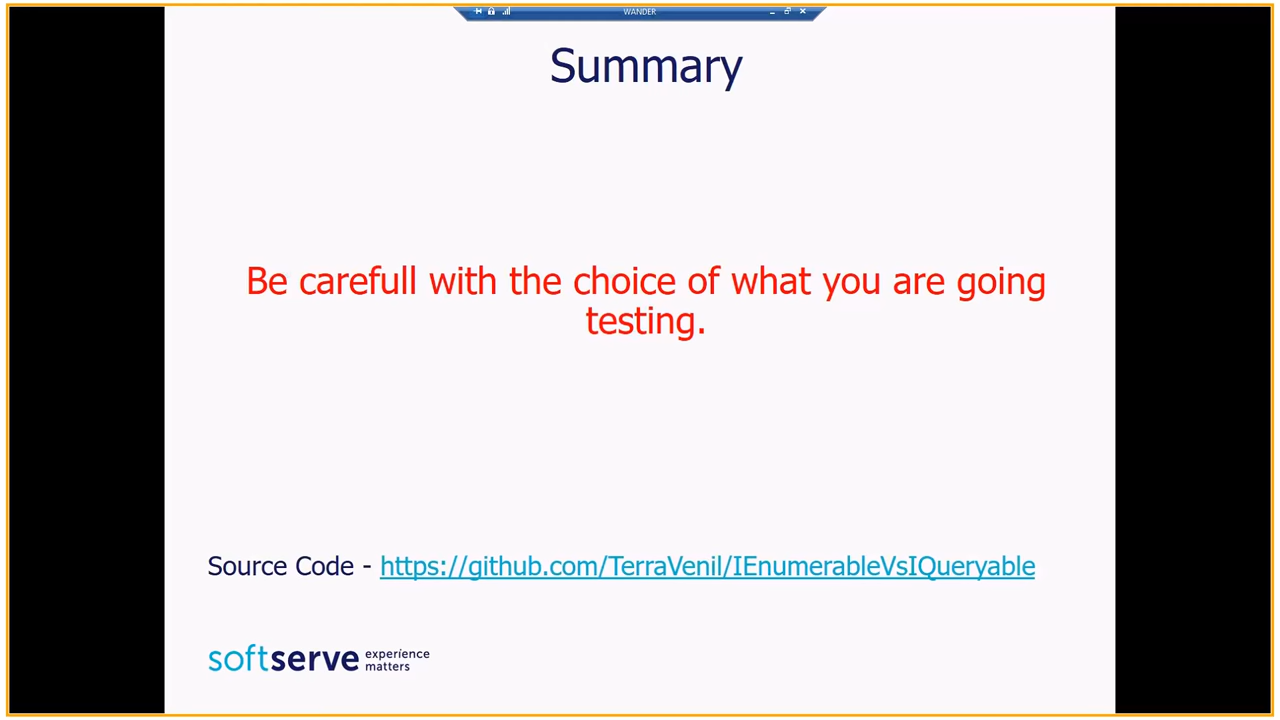 WANDER
Summary
Be carefull with the choice of what you are going
testing.
Source Code - https://github.com/TerraVenil/IEnumerableVsIQueryable
softserve experience
matters